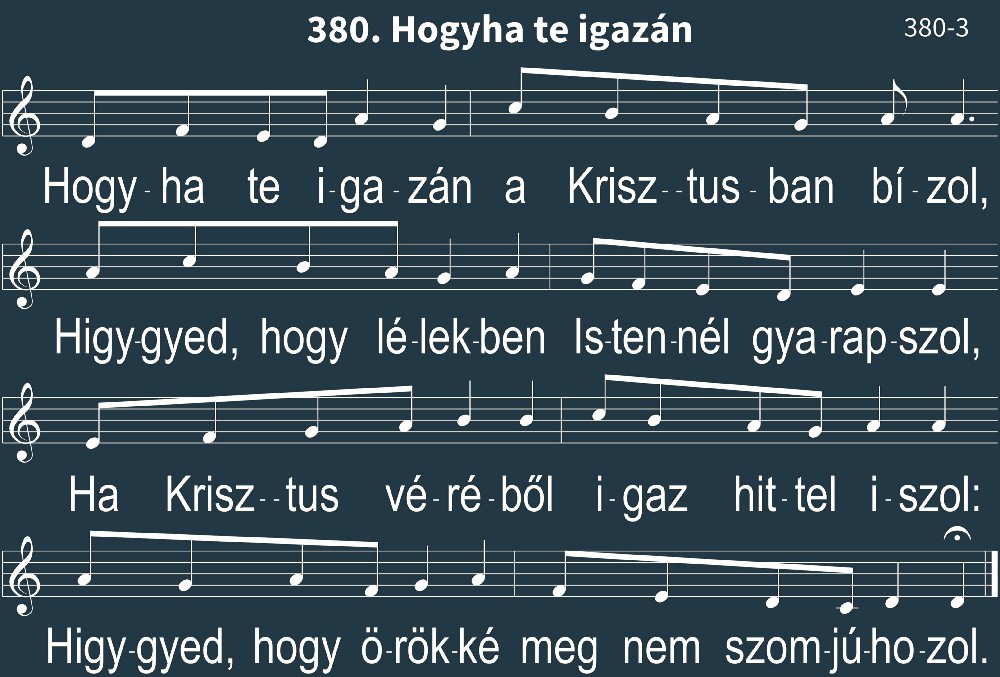 380. Hogyha te igazán
380-3
Hogy - ha te i - ga - zán a Krisz - - tus - ban bí - zol,
Higy-gyed, hogy lé-lek-ben Is-ten-nél gya-rap-szol,
Ha Krisz - - tus vé - ré - ből i - gaz hit - tel i - szol:
Higy-gyed, hogy ö-rök-ké meg nem szom-jú-ho-zol.